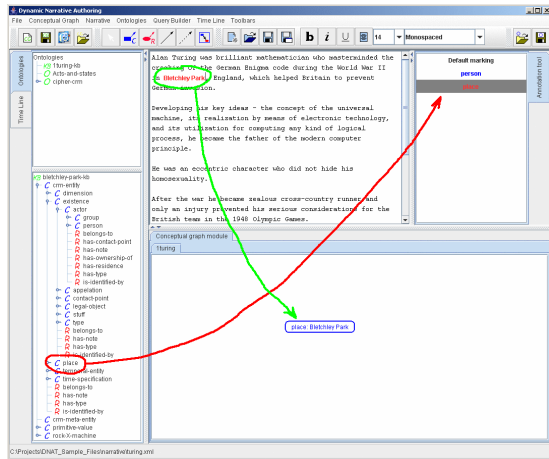 Dynamic Narrative Authoring
File Conceptual Graph Narrative Ontologies Query Builder Time Line Toolbars
b i U 14 Monospaced
Ontologies
Time Line
Ontologies
KB 1turing-kb
O Acts-and-states
O cipher-crm
Alan Turing was brilliant mathematician who masterminded the
cracking of the German Enigma code during the World War II
in Bletchley Park, England, which helped Britain to prevent
German invasion.
Developing his key ideas - the concept of the universal
machine, its realization by means of electronic technology,
and its utilization for computing any kind of logical
process, he became the father of the modern computer
principle.
He was an eccentric character who did not hide his
homosexuality.
After the war he became zealous cross-country runner and
only an injury prevented his serious considerations for the
British team in the 1948 Olympic Games.
Default marking
person
place
Annotation tool
KB bletchley-park-kb
C crm-entity
C dimension
C existence
C actor
C group
C person
R belongs-to
R has-contact-point
R has-note
R has-ownership-of
R has-residence
R has-type
R is-identified-by
C appelation
C contact-point
C legal-object
C stuff
C type
R belongs-to
R has-note
R has-type
R is-identified-by
C place
C temporal-entity
C time-specification
R belongs-to
R has-note
R has-type
R is-identified-by
C crm-meta-entity
C primitive-value
C rock-X-machine
Conceptual graph module
1turing
place: Bletchley Park
C:\Projects\DNAT_Sample_Files\narrative\turing.xml